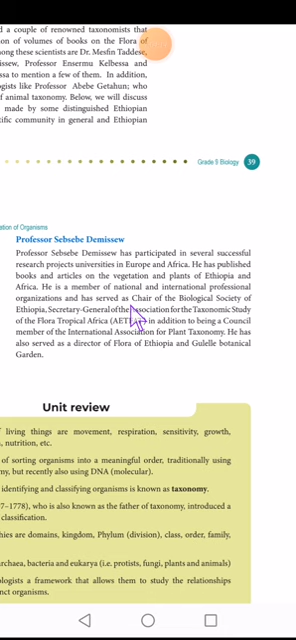 d a couple of renowned taxonomists that
on of volumes of books on the Flora of
mong these scientists are Dr. Mesfin Taddese,
issew, Professor Ensermu Kelbessa and
ssa to mention a few of them. In addition,
gists like Professor Abebe Getahun; who
of animal taxonomy. Below, we will discuss
made by some distinguished Ethiopian
tific community in general and Ethiopian
Grade 9 Biology 39
ation of Organisms
Professor Sebsebe Demissew
Professor Sebsebe Demissew has participated in several successful
research projects universities in Europe and Africa. He has published
books and articles on the vegetation and plants of Ethiopia and
Africa. He is a member of national and international professional
organizations and has served as Chair of the Biological Society of
Ethiopia, Secretary-General of the Association for the Taxonomic Study
of the Flora Tropical Africa in addition to being a Council
member of the International Association for Plant Taxonomy. He has
also served as a director of Flora of Ethiopia and Gulelle botanical
Garden.
Unit review
f living things are movement, respiration, sensitivity, growth,
, nutrition, etc.
of sorting organisms into a meaningful order, traditionally using
my, but recently also using DNA (molecular).
identifying and classifying organisms is known as taxonomy.
7–1778), who is also known as the father of taxonomy, introduced a
classification.
hies are domains, kingdom, Phylum (division), class, order, family,
archaea, bacteria and eukarya (i.e. protists, fungi, plants and animals)
ologists a framework that allows them to study the relationships
nct organisms.